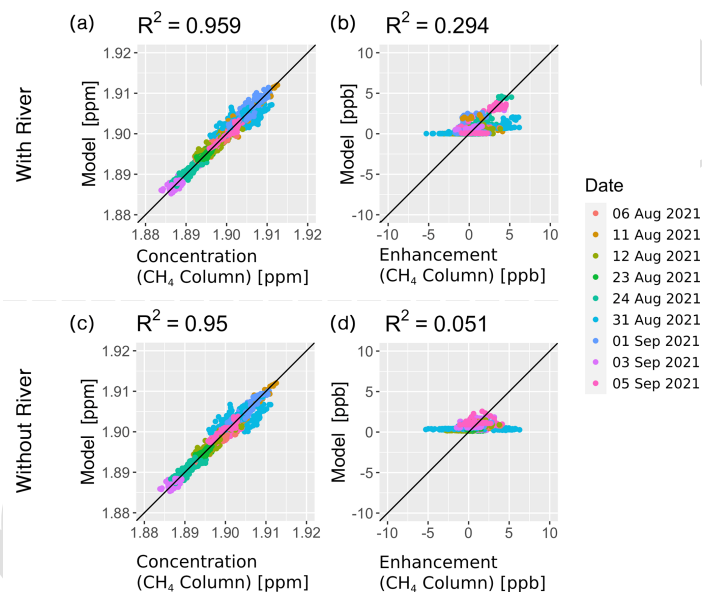 (a) R² = 0.959
(b) R² = 0.294
With River
Model [ppm]
1.92
1.91
1.90
1.89
1.88
1.88 1.89 1.90 1.91 1.92
Concentration
(CH₄ Column) [ppm]
Model [ppb]
10
5
0
-5
-10
-10 -5 0 5 10
Enhancement
(CH₄ Column) [ppb]
Date
06 Aug 2021
11 Aug 2021
12 Aug 2021
23 Aug 2021
24 Aug 2021
31 Aug 2021
01 Sep 2021
03 Sep 2021
05 Sep 2021
(c) R² = 0.95
(d) R² = 0.051
Without River
Model [ppm]
1.92
1.91
1.90
1.89
1.88
1.88 1.89 1.90 1.91 1.92
Concentration
(CH₄ Column) [ppm]
Model [ppb]
10
5
0
-5
-10
-10 -5 0 5 10
Enhancement
(CH₄ Column) [ppb]